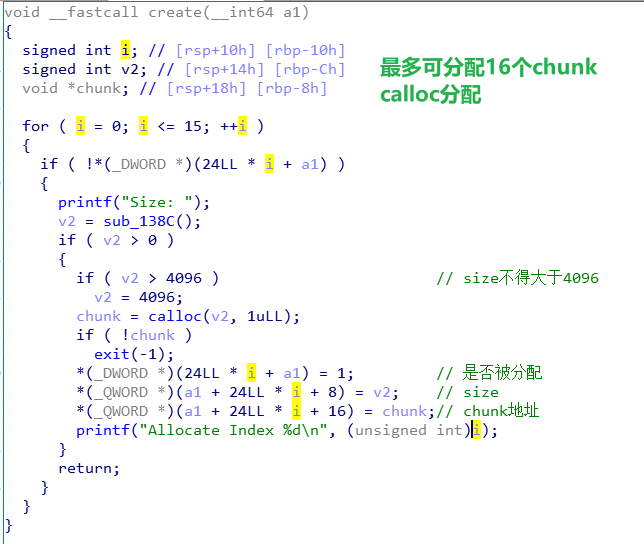 void __fastcall create(__int64 a1)
{
  signed int i; // [rsp+10h] [rbp-10h]
  signed int v2; // [rsp+14h] [rbp-Ch]
  void *chunk; // [rsp+18h] [rbp-8h]
最多可分配16个chunk
calloc分配
  for ( i = 0; i <= 15; ++i )
  {
    if ( !*(_DWORD *)(24LL * i + a1) )
    {
      printf("Size: ");
      v2 = sub_138C();
      if ( v2 > 0 )
      {
        if ( v2 > 4096 )                        // size不得大于4096
          v2 = 4096;
        chunk = calloc(v2, 1uLL);
        if ( !chunk )
          exit(-1);
        *(_DWORD *)(24LL * i + a1) = 1;         // 是否被分配
        *(_QWORD *)(a1 + 24LL * i + 8) = v2;    // size
        *(_QWORD *)(a1 + 24LL * i + 16) = chunk;// chunk地址
        printf("Allocate Index %d\n", (unsigned int)i);
      }
      return;
    }
  }
}